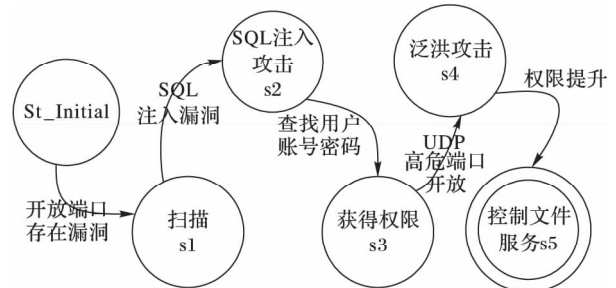 St_Initial
开放端口
存在漏洞
扫描
s1
SQL
注入漏洞
SQL注入
攻击
s2
查找用户
账号密码
获得权限
s3
UDP
高危端口
开放
泛洪攻击
s4
权限提升
控制文件
服务s5